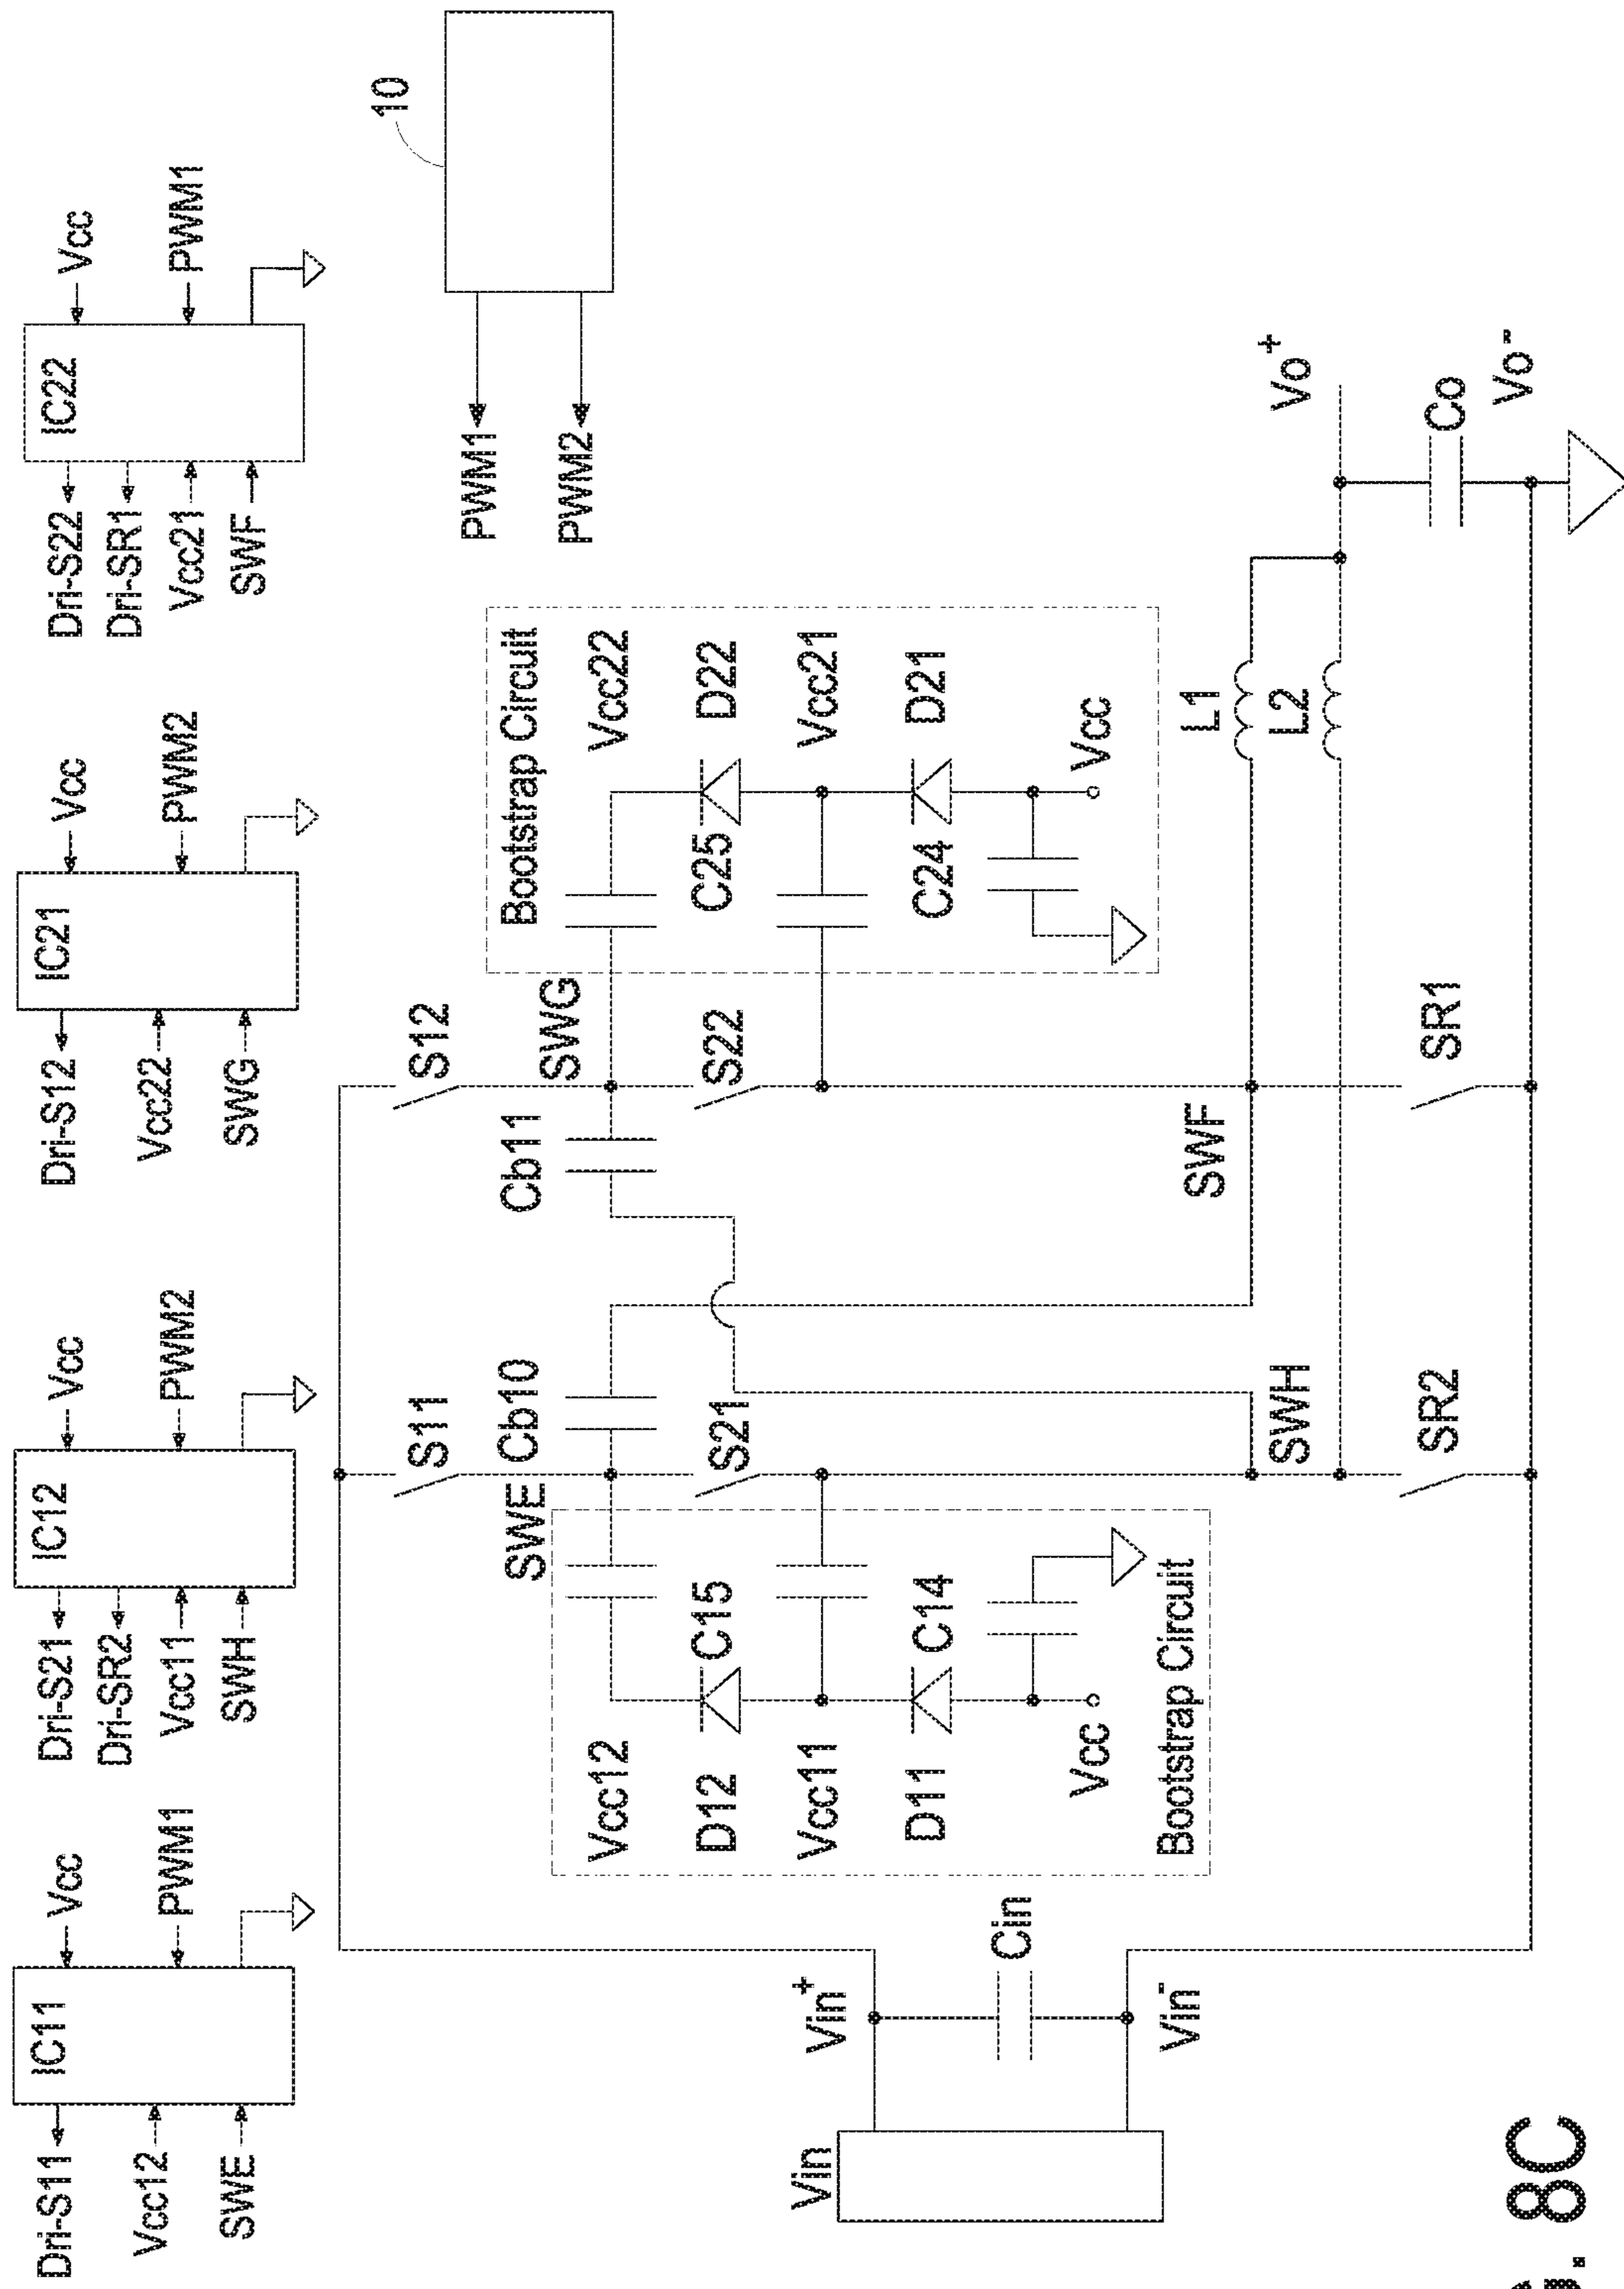 IC11
Dri-S11
Vcc12
SWE
Vcc
PWM1
IC12
Dri-S21
Dri-SR2
Vcc11
SWH
Vcc
PWM2
IC21
Dri-S12
Vcc22
SWG
Vcc
PWM2
IC22
Dri-S22
Dri-SR1
Vcc21
SWF
Vcc
PWM1
10
PWM1
PWM2
Vin
Vin+
Cin
Vin-
Vcc12
D12
C15
Vcc11
D11
C14
Vcc
Bootstrap Circuit
SWE
S11
Cb10
S21
SWH
SR2
Cb11
S12
SWG
S22
SWF
SR1
Bootstrap Circuit
Vcc22
D22
C25
Vcc21
D21
C24
Vcc
L1
L2
Vo+
Co
Vo-
8C